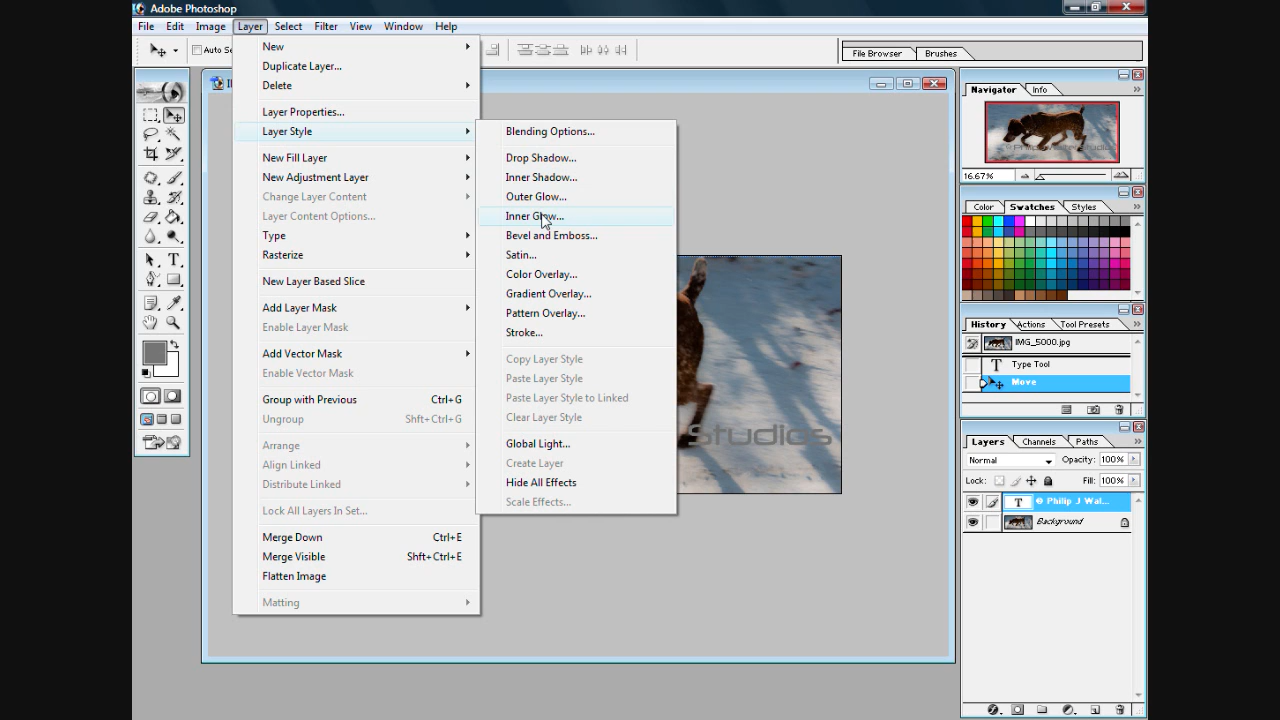 Adobe Photoshop
File Edit Image Layer Select Filter View Window Help
Auto Se
File Browser Brushes
New
Duplicate Layer...
Delete
Layer Properties...
Layer Style
New Fill Layer
New Adjustment Layer
Change Layer Content
Layer Content Options...
Type
Rasterize
New Layer Based Slice
Add Layer Mask
Enable Layer Mask
Add Vector Mask
Enable Vector Mask
Group with Previous Ctrl+G
Ungroup Shft+Ctrl+G
Arrange
Align Linked
Distribute Linked
Lock All Layers In Set...
Merge Down Ctrl+E
Merge Visible Shft+Ctrl+E
Flatten Image
Matting
Blending Options...
Drop Shadow...
Inner Shadow...
Outer Glow...
Inner Glow...
Bevel and Emboss...
Satin...
Color Overlay...
Gradient Overlay...
Pattern Overlay...
Stroke...
Copy Layer Style
Paste Layer Style
Paste Layer Style to Linked
Clear Layer Style
Global Light...
Create Layer
Hide All Effects
Scale Effects...
Studios
Navigator Info
16.67%
Color Swatches Styles
History Actions Tool Presets
IMG_5000.jpg
Type Tool
Move
Layers Channels Paths
Normal Opacity: 100%
Lock: Fill: 100%
T © Philip J Wal...
Background